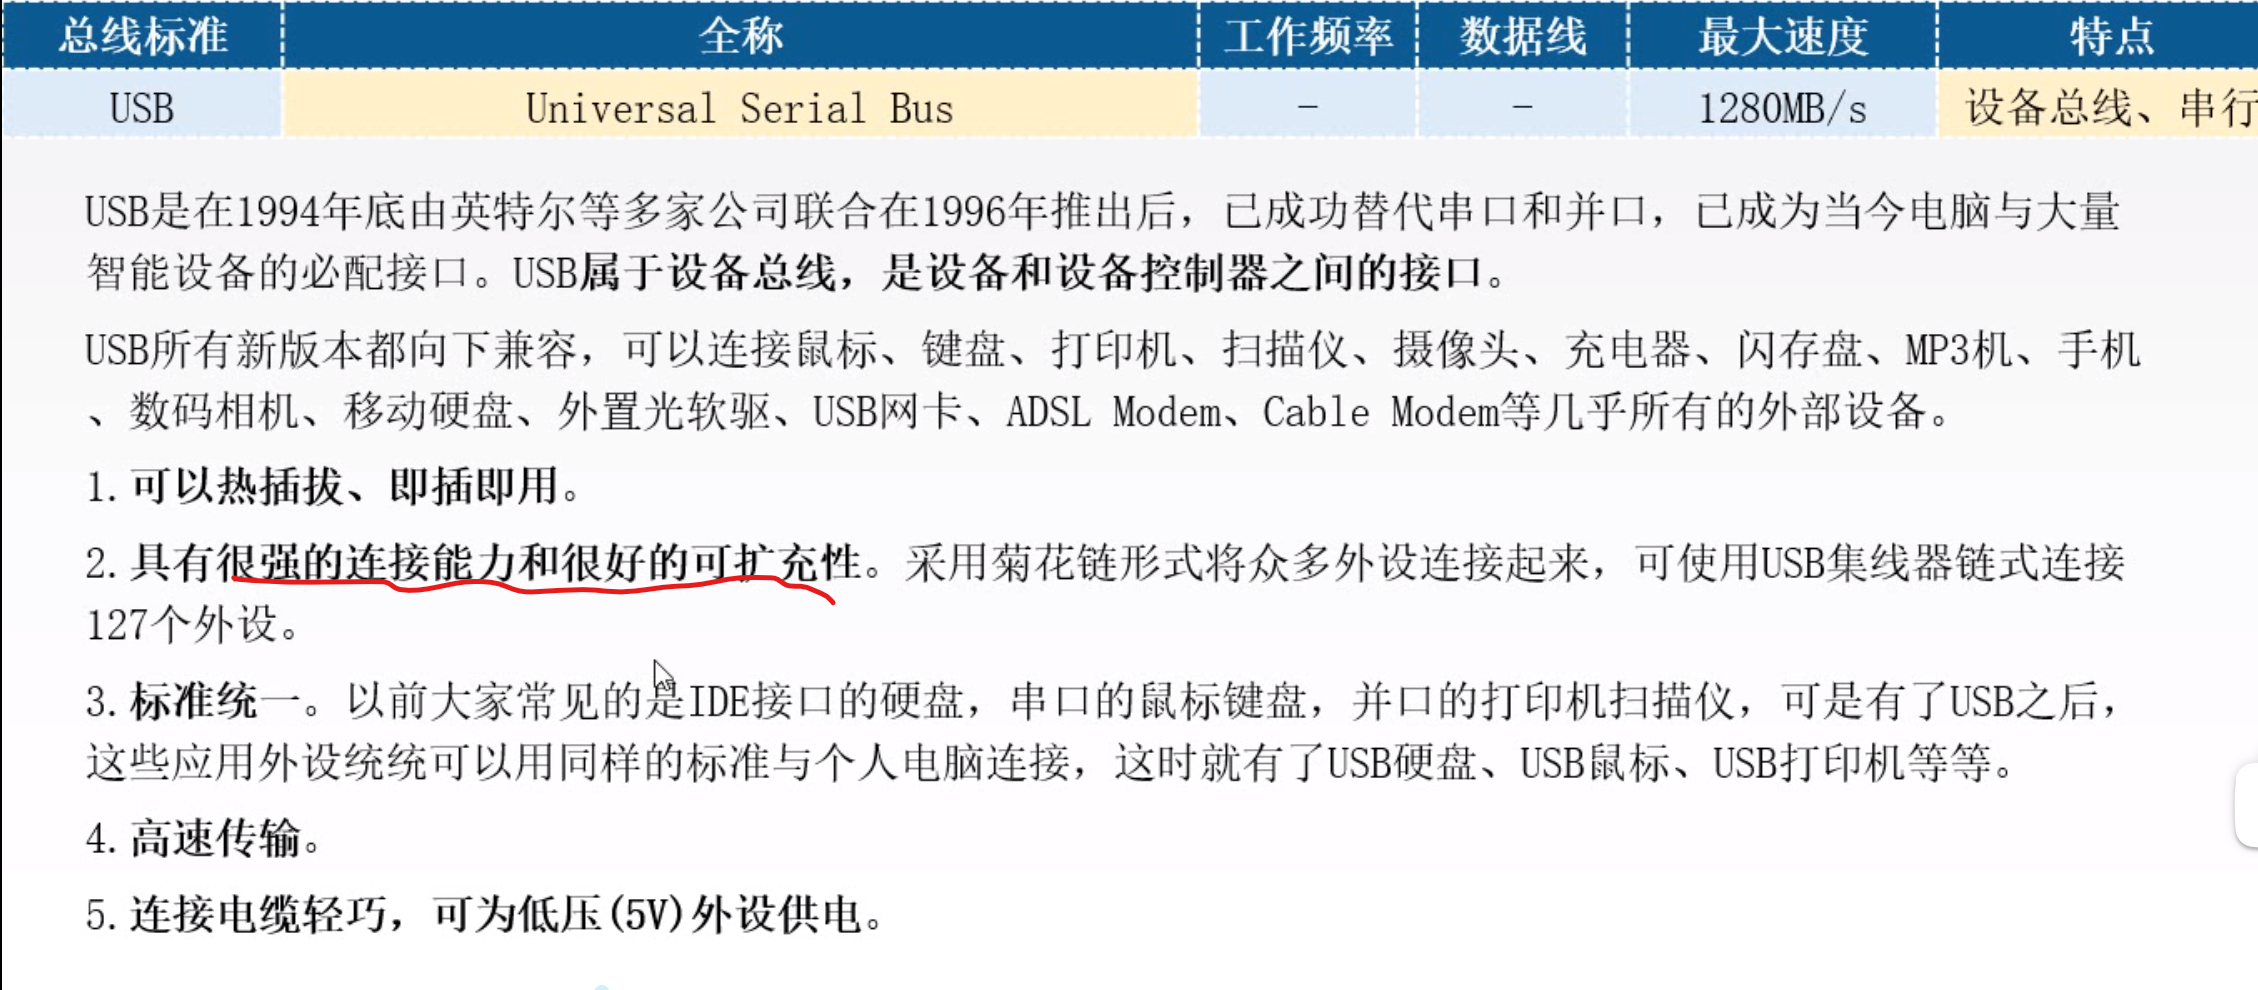 总线标准 全称 工作频率 数据线 最大速度 特点
USB Universal Serial Bus - - 1280MB/s 设备总线、串行
USB是在1994年底由英特尔等多家公司联合在1996年推出后，已成功替代串口和并口，已成为当今电脑与大量
智能设备的必配接口。USB属于设备总线，是设备和设备控制器之间的接口。
USB所有新版本都向下兼容，可以连接鼠标、键盘、打印机、扫描仪、摄像头、充电器、闪存盘、MP3机、手机
、数码相机、移动硬盘、外置光软驱、USB网卡、ADSL Modem、Cable Modem等几乎所有的外部设备。
1.可以热插拔、即插即用。
2.具有很强的连接能力和很好的可扩充性。采用菊花链形式将众多外设连接起来，可使用USB集线器链式连接
127个外设。
3.标准统一。以前大家常见的是IDE接口的硬盘，串口的鼠标键盘，并口的打印机扫描仪，可是有了USB之后，
这些应用外设统统可以用同样的标准与个人电脑连接，这时就有了USB硬盘、USB鼠标、USB打印机等等。
4.高速传输。
5.连接电缆轻巧，可为低压(5V)外设供电。